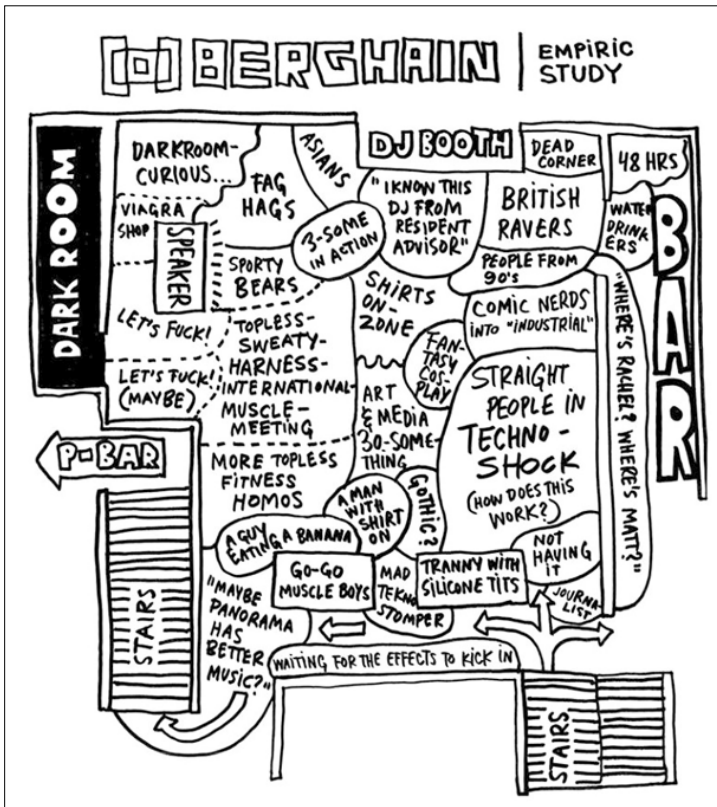 BERGHAIN
EMPIRIC
STUDY
DARK ROOM
DARKROOM-
CURIOUS...
FAG
HAGS
ASIANS
DJ BOOTH
DEAD
CORNER
48 HRS
VIAGRA
SHOP
SPEAKER
3-SOME
IN ACTION
"I KNOW THIS
DJ FROM
RESIDENT
ADVISOR"
BRITISH
RAVERS
WATER
DRINK
ERS
BAR
SPORTY
BEARS
PEOPLE FROM
90'S
SHIRTS
ON-
ZONE
COMIC NERDS
INTO "INDUSTRIAL"
"WHERE'S RACHEL? WHERE'S MATT?"
LET'S FUCK!
LET'S FUCK!
(MAYBE)
TOPLESS-
SWEATY-
HARNESS-
INTERNATIONAL-
MUSCLE-
MEETING
FAN-
TASY
COS-
PLAY
ART
& MEDIA
30-SOME-
THING
STRAIGHT
PEOPLE IN
TECHNO-
SHOCK
(HOW DOES THIS
WORK?)
P-BAR
MORE TOPLESS
FITNESS
HOMOS
A MAN
WITH
SHIRT
ON
GOTHIC?
A GUY
EATING A BANANA
NOT
HAVING
IT
GO-GO
MUSCLE BOYS
MAD
TEKNO
STOMPER
TRANNY WITH
SILICONE TITS
JOURNA-
LIST
STAIRS
"MAYBE
PANORAMA
HAS
BETTER
MUSIC?"
WAITING FOR THE EFFECTS TO KICK IN
STAIRS